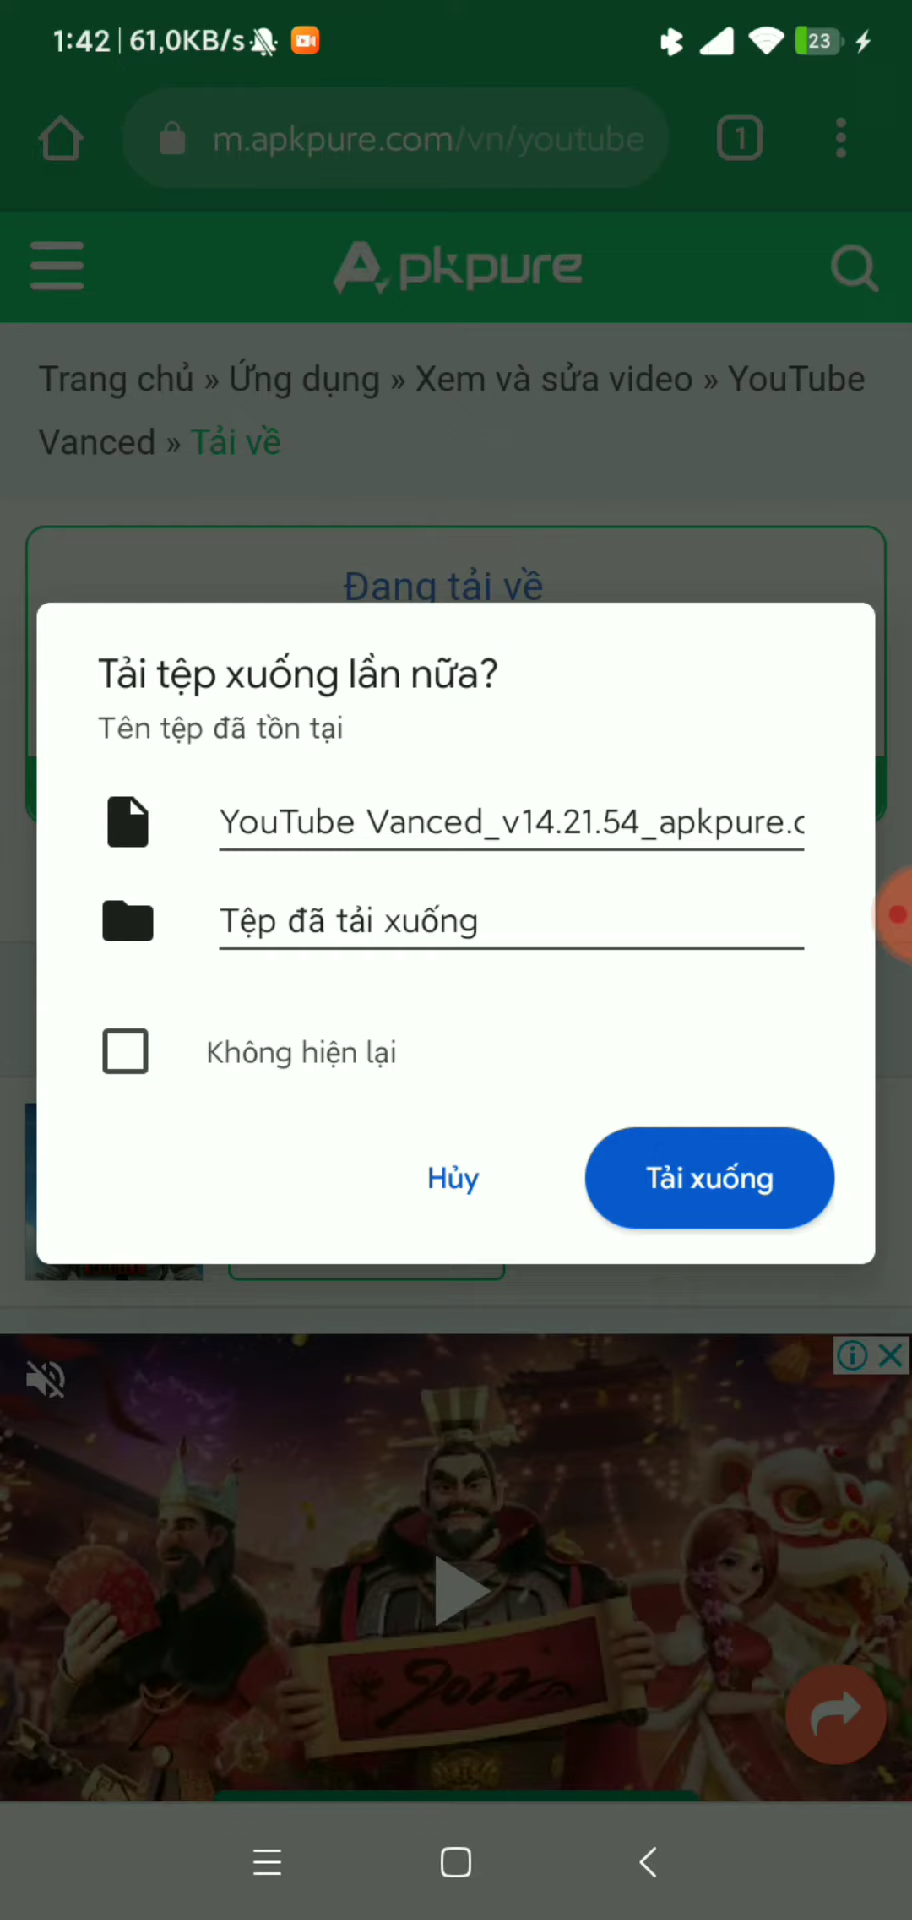 1:42 | 61,0KB/s
23
m.apkpure.com/vn/youtube
1
Apkpure
Trang chủ » Ứng dụng » Xem và sửa video » YouTube
Vanced » Tải về
Đang tải về
Tải tệp xuống lần nữa?
Tên tệp đã tồn tại
YouTube Vanced_v14.21.54_apkpure.c
Tệp đã tải xuống
Không hiện lại
Hủy
Tải xuống